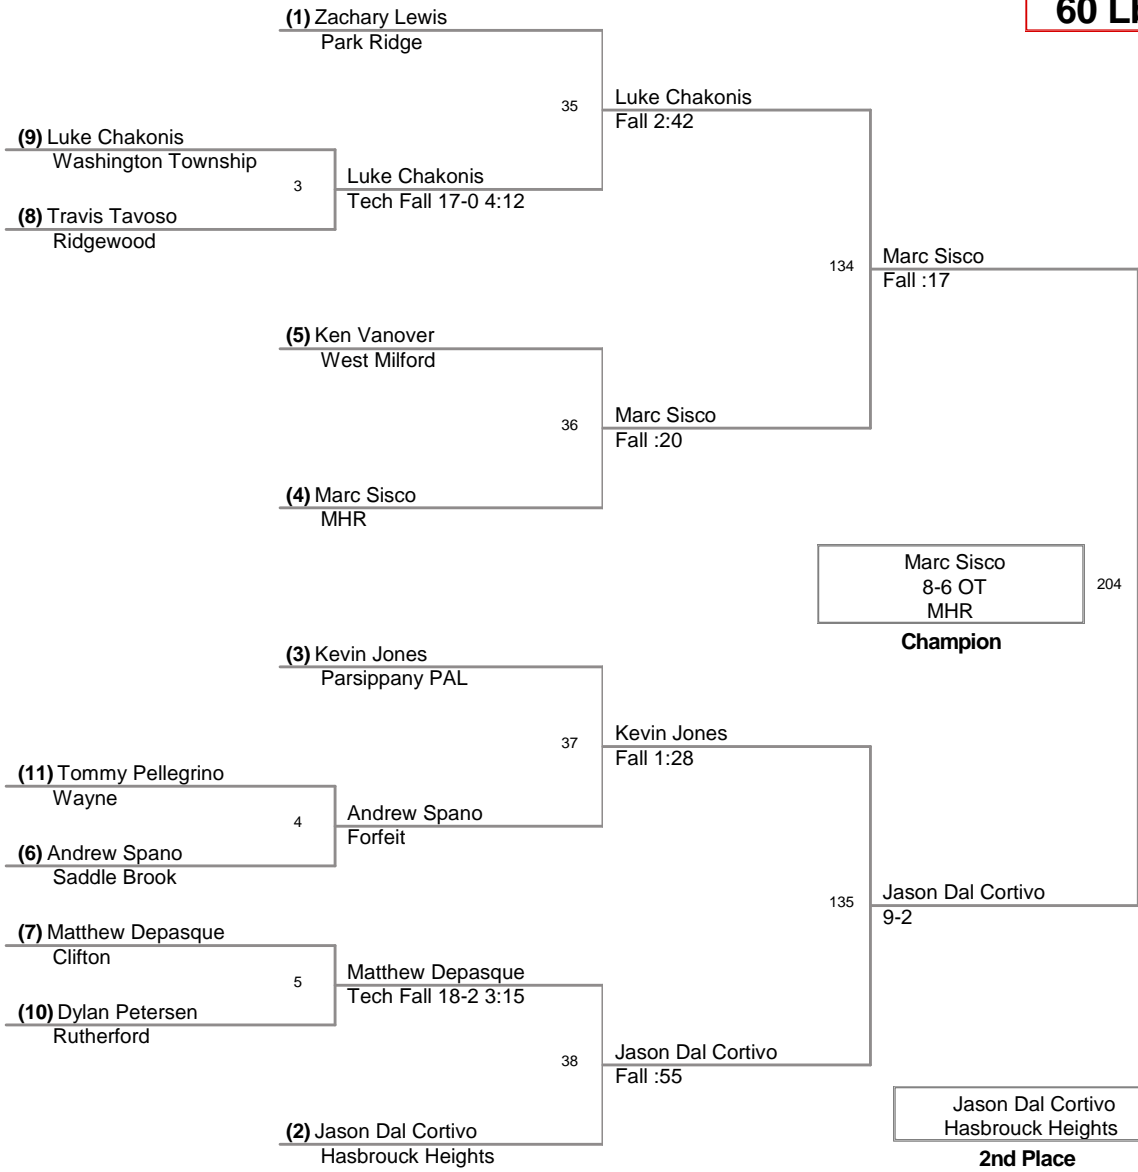 60 L
(1) Zachary Lewis
Park Ridge
35
Luke Chakonis
Fall 2:42
(9) Luke Chakonis
Washington Township
3
Luke Chakonis
Tech Fall 17-0 4:12
(8) Travis Tavoso
Ridgewood
134
Marc Sisco
Fall :17
(5) Ken Vanover
West Milford
36
Marc Sisco
Fall :20
(4) Marc Sisco
MHR
Marc Sisco
8-6 OT
MHR
204
Champion
(3) Kevin Jones
Parsippany PAL
37
Kevin Jones
Fall 1:28
(11) Tommy Pellegrino
Wayne
4
Andrew Spano
Forfeit
(6) Andrew Spano
Saddle Brook
135
Jason Dal Cortivo
9-2
(7) Matthew Depasque
Clifton
5
Matthew Depasque
Tech Fall 18-2 3:15
(10) Dylan Petersen
Rutherford
38
Jason Dal Cortivo
Fall :55
(2) Jason Dal Cortivo
Hasbrouck Heights
Jason Dal Cortivo
Hasbrouck Heights
2nd Place